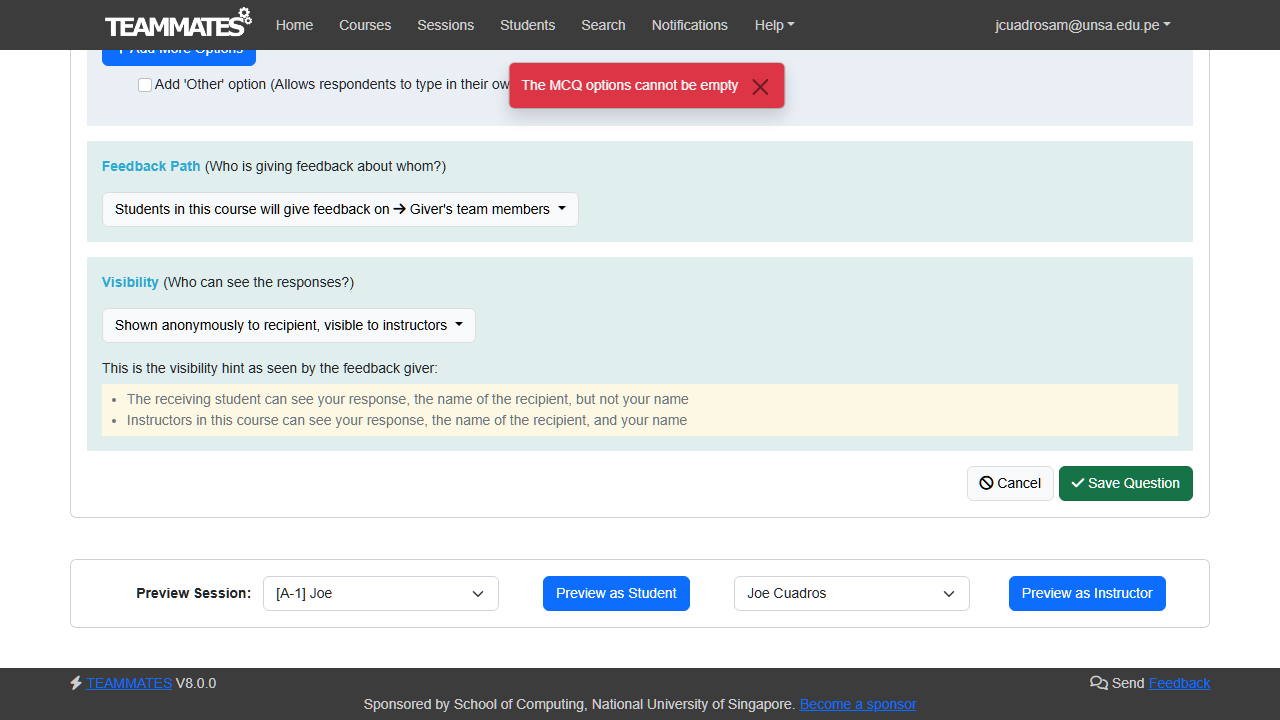 TEAMMATES Home Courses Sessions Students Search Notifications Help jcuadrosam@unsa.edu.pe
+ Add More Options
Add 'Other' option (Allows respondents to type in their ow
The MCQ options cannot be empty
Feedback Path (Who is giving feedback about whom?)
Students in this course will give feedback on → Giver's team members
Visibility (Who can see the responses?)
Shown anonymously to recipient, visible to instructors
This is the visibility hint as seen by the feedback giver:
• The receiving student can see your response, the name of the recipient, but not your name
• Instructors in this course can see your response, the name of the recipient, and your name
Cancel Save Question
Preview Session: [A-1] Joe Preview as Student Joe Cuadros Preview as Instructor
TEAMMATES V8.0.0 Send Feedback
Sponsored by School of Computing, National University of Singapore. Become a sponsor